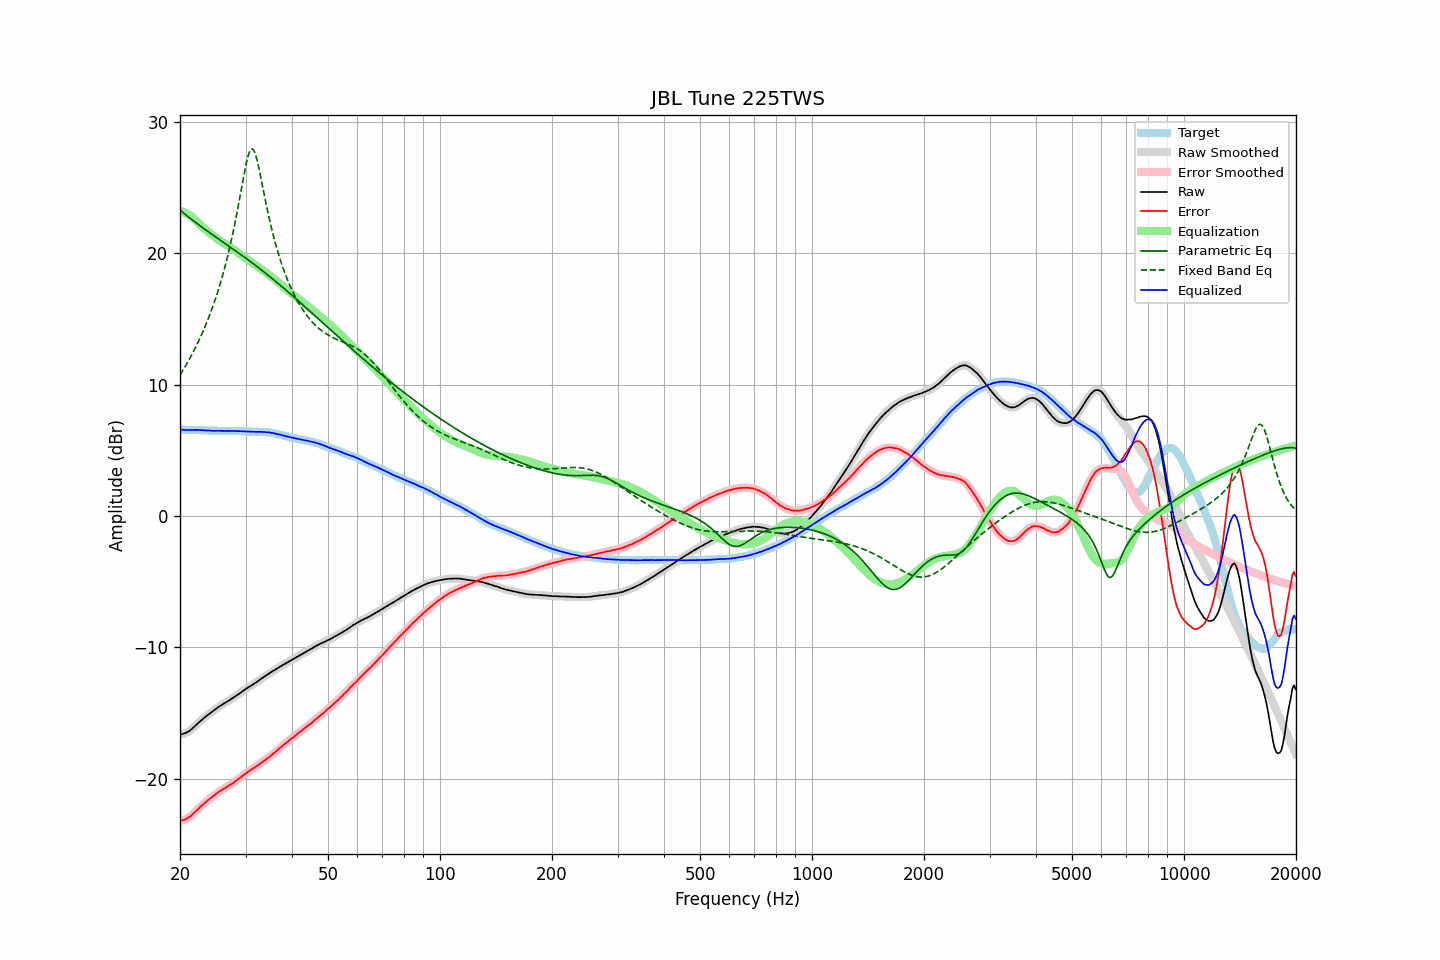 JBL Tune 225TWS
30
20
10
0
−10
−20
Amplitude (dBr)
Target
Raw Smoothed
Error Smoothed
Raw
Error
Equalization
Parametric Eq
Fixed Band Eq
Equalized
20 50 100 200 500 1000 2000 5000 10000 20000
Frequency (Hz)